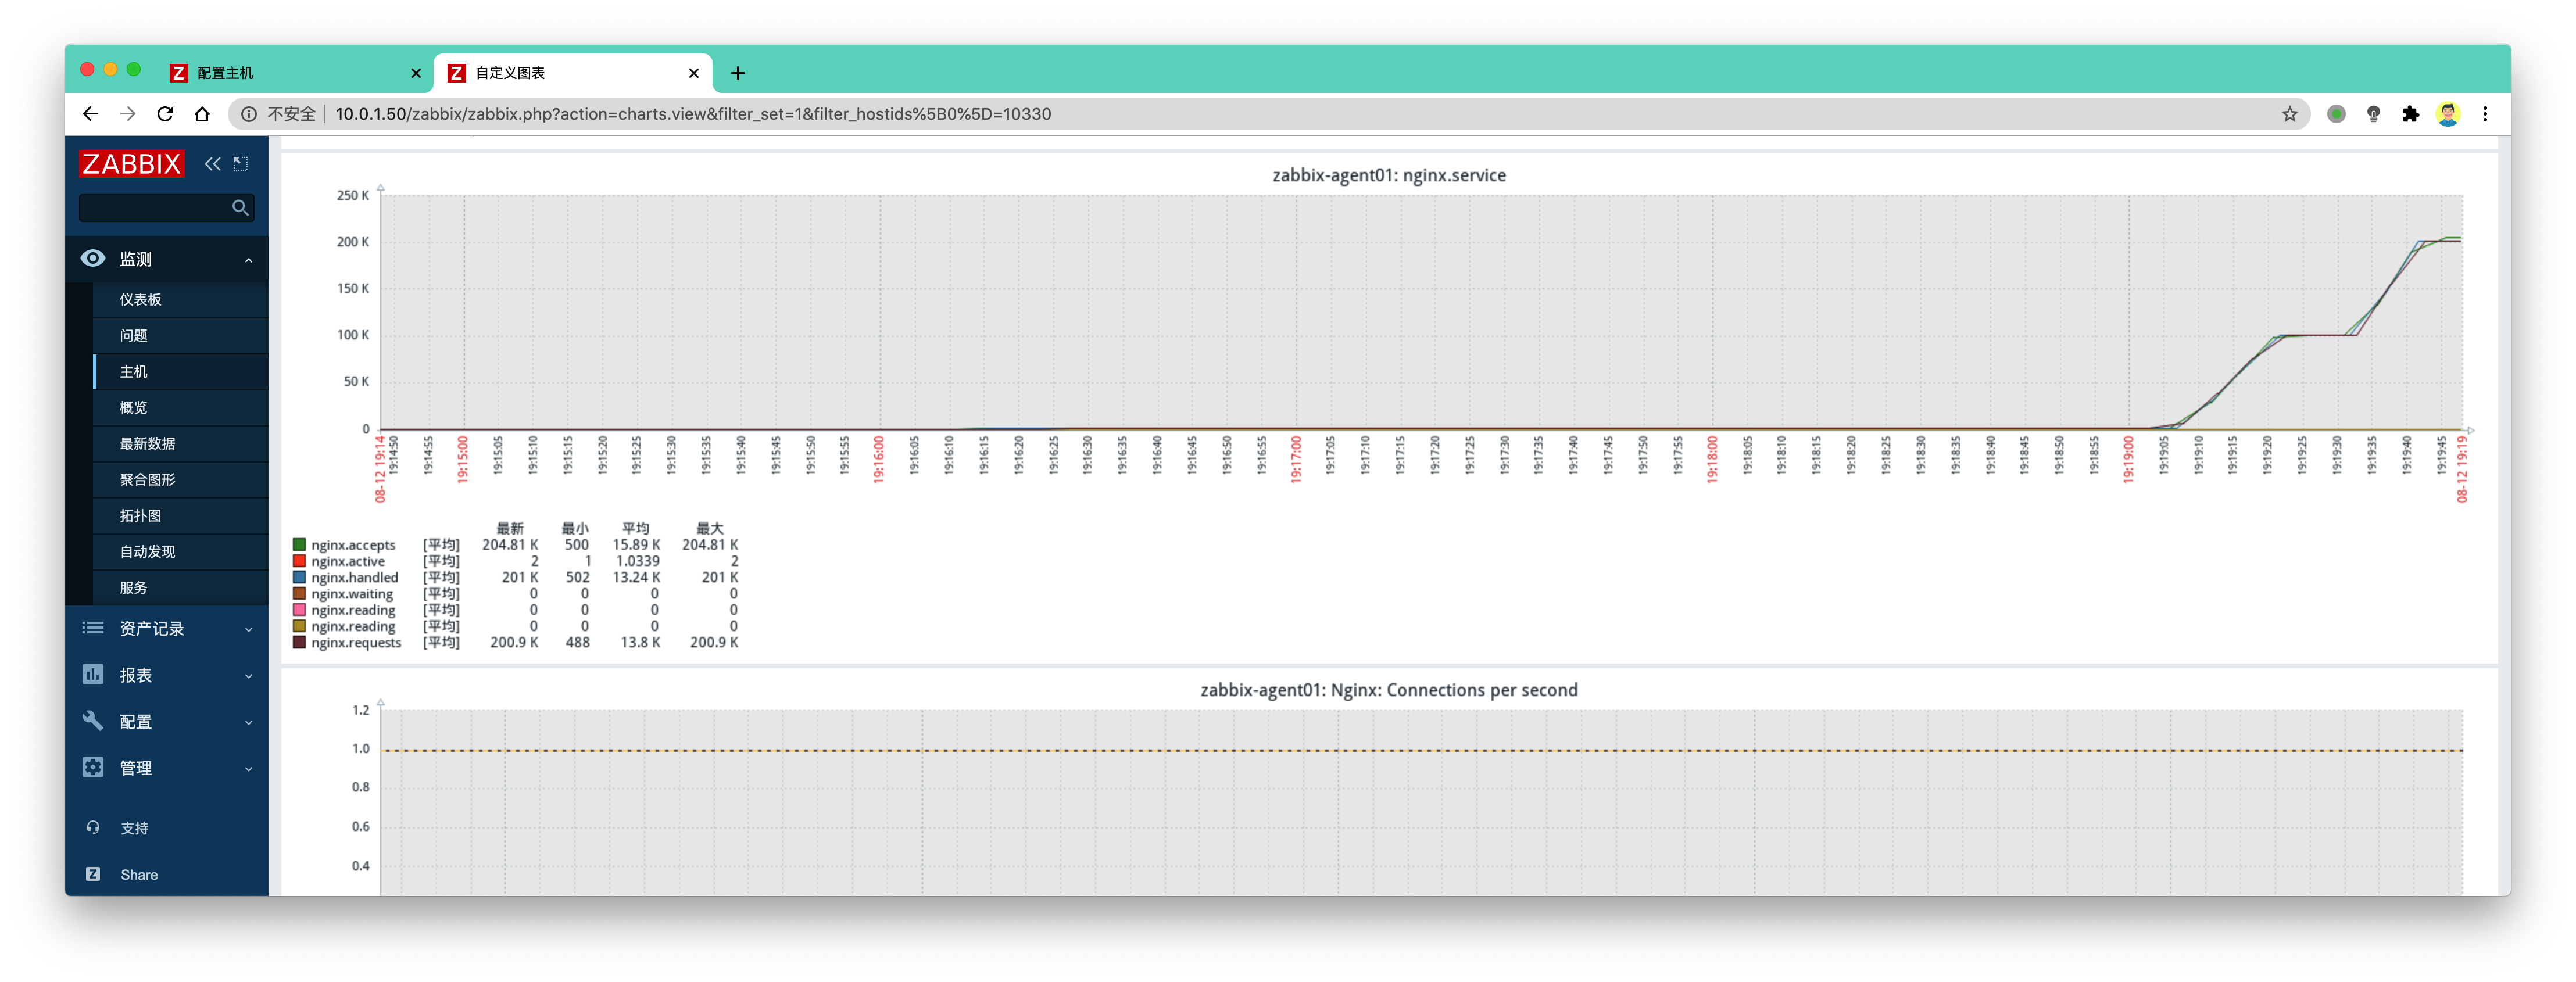 配置主机
自定义图表
不安全 10.0.1.50/zabbix/zabbix.php?action=charts.view&filter_set=1&filter_hostids%5B0%5D=10330
ZABBIX
监测
仪表板
问题
主机
概览
最新数据
聚合图形
拓扑图
自动发现
服务
资产记录
报表
配置
管理
支持
Share
zabbix-agent01: nginx.service
250 K
200 K
150 K
100 K
50 K
0
08-12 19:14 19:14:50 19:14:55 19:15:00 19:15:05 19:15:10 19:15:15 19:15:20 19:15:25 19:15:30 19:15:35 19:15:40 19:15:45 19:15:50 19:15:55 19:16:00 19:16:05 19:16:10 19:16:15 19:16:20 19:16:25 19:16:30 19:16:35 19:16:40 19:16:45 19:16:50 19:16:55 19:17:00 19:17:05 19:17:10 19:17:15 19:17:20 19:17:25 19:17:30 19:17:35 19:17:40 19:17:45 19:17:50 19:17:55 19:18:00 19:18:05 19:18:10 19:18:15 19:18:20 19:18:25 19:18:30 19:18:35 19:18:40 19:18:45 19:18:50 19:18:55 19:19:00 19:19:05 19:19:10 19:19:15 19:19:20 19:19:25 19:19:30 19:19:35 19:19:40 19:19:45 08-12 19:19
最新 最小 平均 最大
nginx.accepts [平均] 204.81 K 500 15.89 K 204.81 K
nginx.active [平均] 2 1 1.0339 2
nginx.handled [平均] 201 K 502 13.24 K 201 K
nginx.waiting [平均] 0 0 0 0
nginx.reading [平均] 0 0 0 0
nginx.reading [平均] 0 0 0 0
nginx.requests [平均] 200.9 K 488 13.8 K 200.9 K
zabbix-agent01: Nginx: Connections per second
1.2
1.0
0.8
0.6
0.4